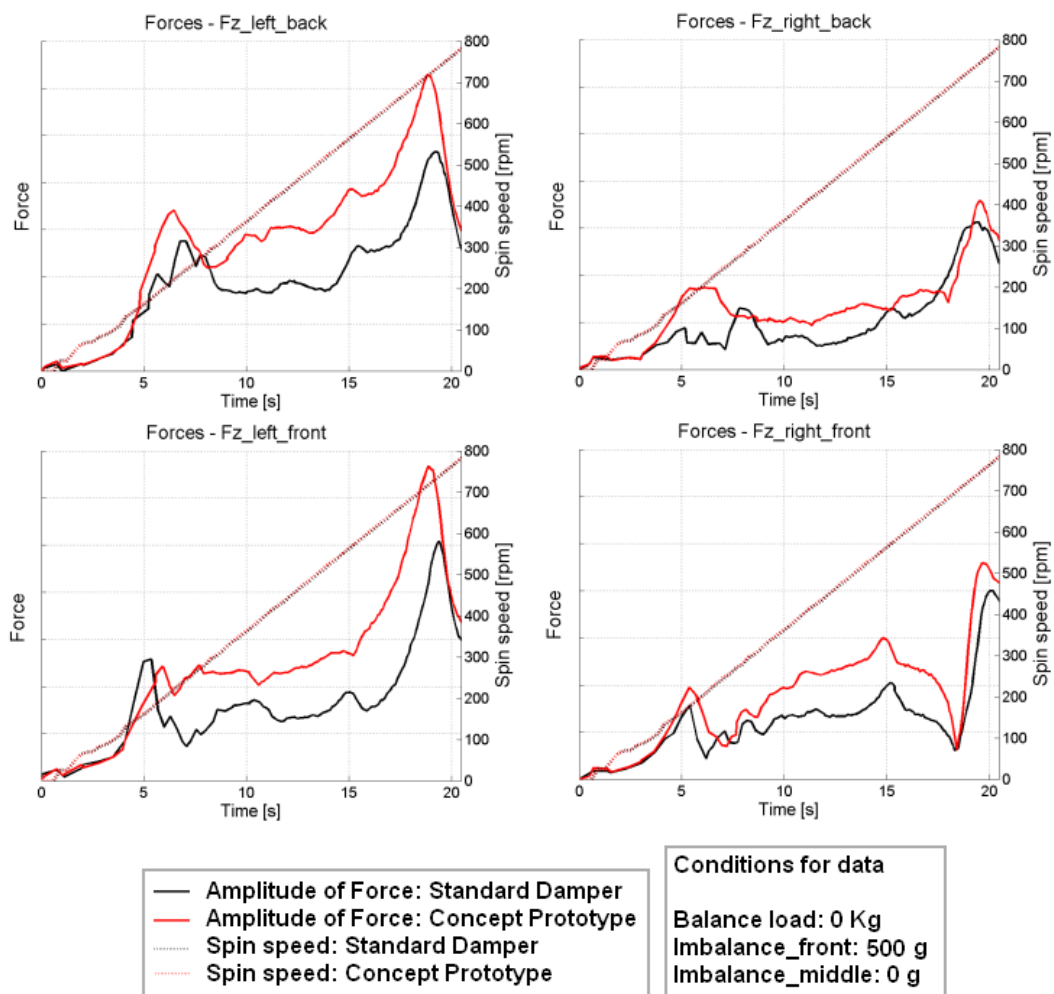 Forces - Fz_left_back
Force
800
700
600
500
400
300
200
100
0
Spin speed [rpm]
0 5 10 15 20
Time [s]
Forces - Fz_right_back
Force
800
700
600
500
400
300
200
100
0
Spin speed [rpm]
0 5 10 15 20
Time [s]
Forces - Fz_left_front
Force
800
700
600
500
400
300
200
100
0
Spin speed [rpm]
0 5 10 15 20
Time [s]
Forces - Fz_right_front
Force
800
700
600
500
400
300
200
100
0
Spin speed [rpm]
0 5 10 15 20
Time [s]
Amplitude of Force: Standard Damper
Amplitude of Force: Concept Prototype
Spin speed: Standard Damper
Spin speed: Concept Prototype
Conditions for data
Balance load: 0 Kg
Imbalance_front: 500 g
Imbalance_middle: 0 g